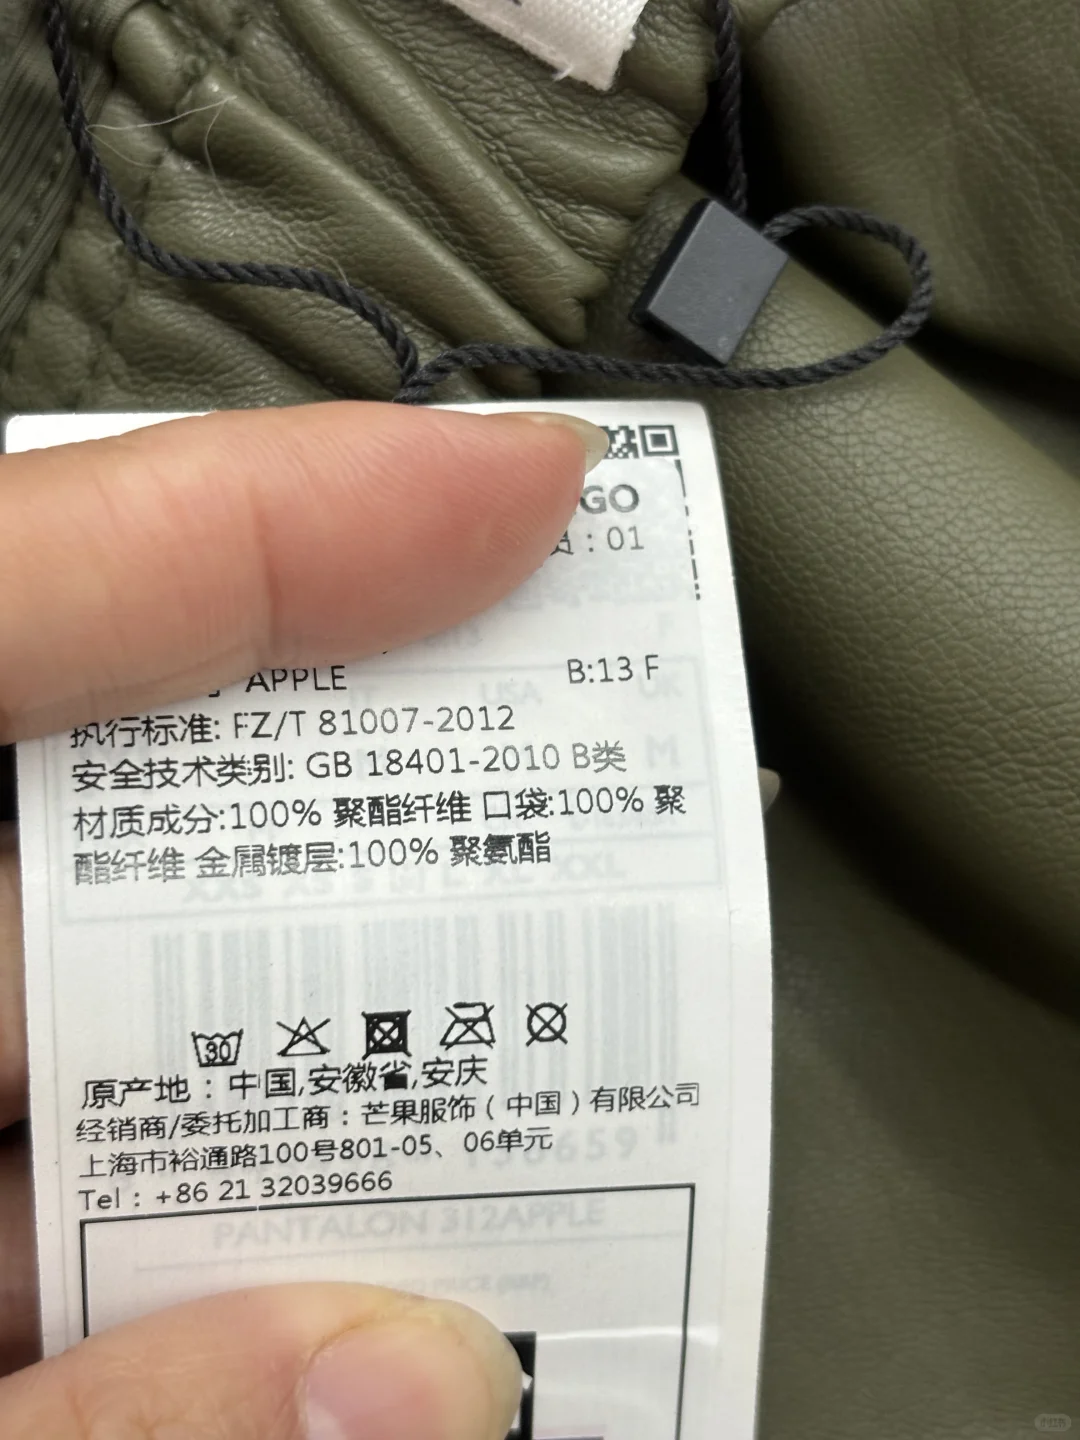 GO
: 01
APPLE B:13 F
执行标准: FZ/T 81007-2012
安全技术类别: GB 18401-2010 B类
材质成分:100% 聚酯纤维 口袋:100% 聚
酯纤维 金属镀层:100% 聚氨酯
XXS XS S M L XL XXL
30
原产地：中国,安徽省,安庆
经销商/委托加工商：芒果服饰（中国）有限公司
上海市裕通路100号801-05、06单元
Tel：+86 21 32039666
PANTALON 312APPLE